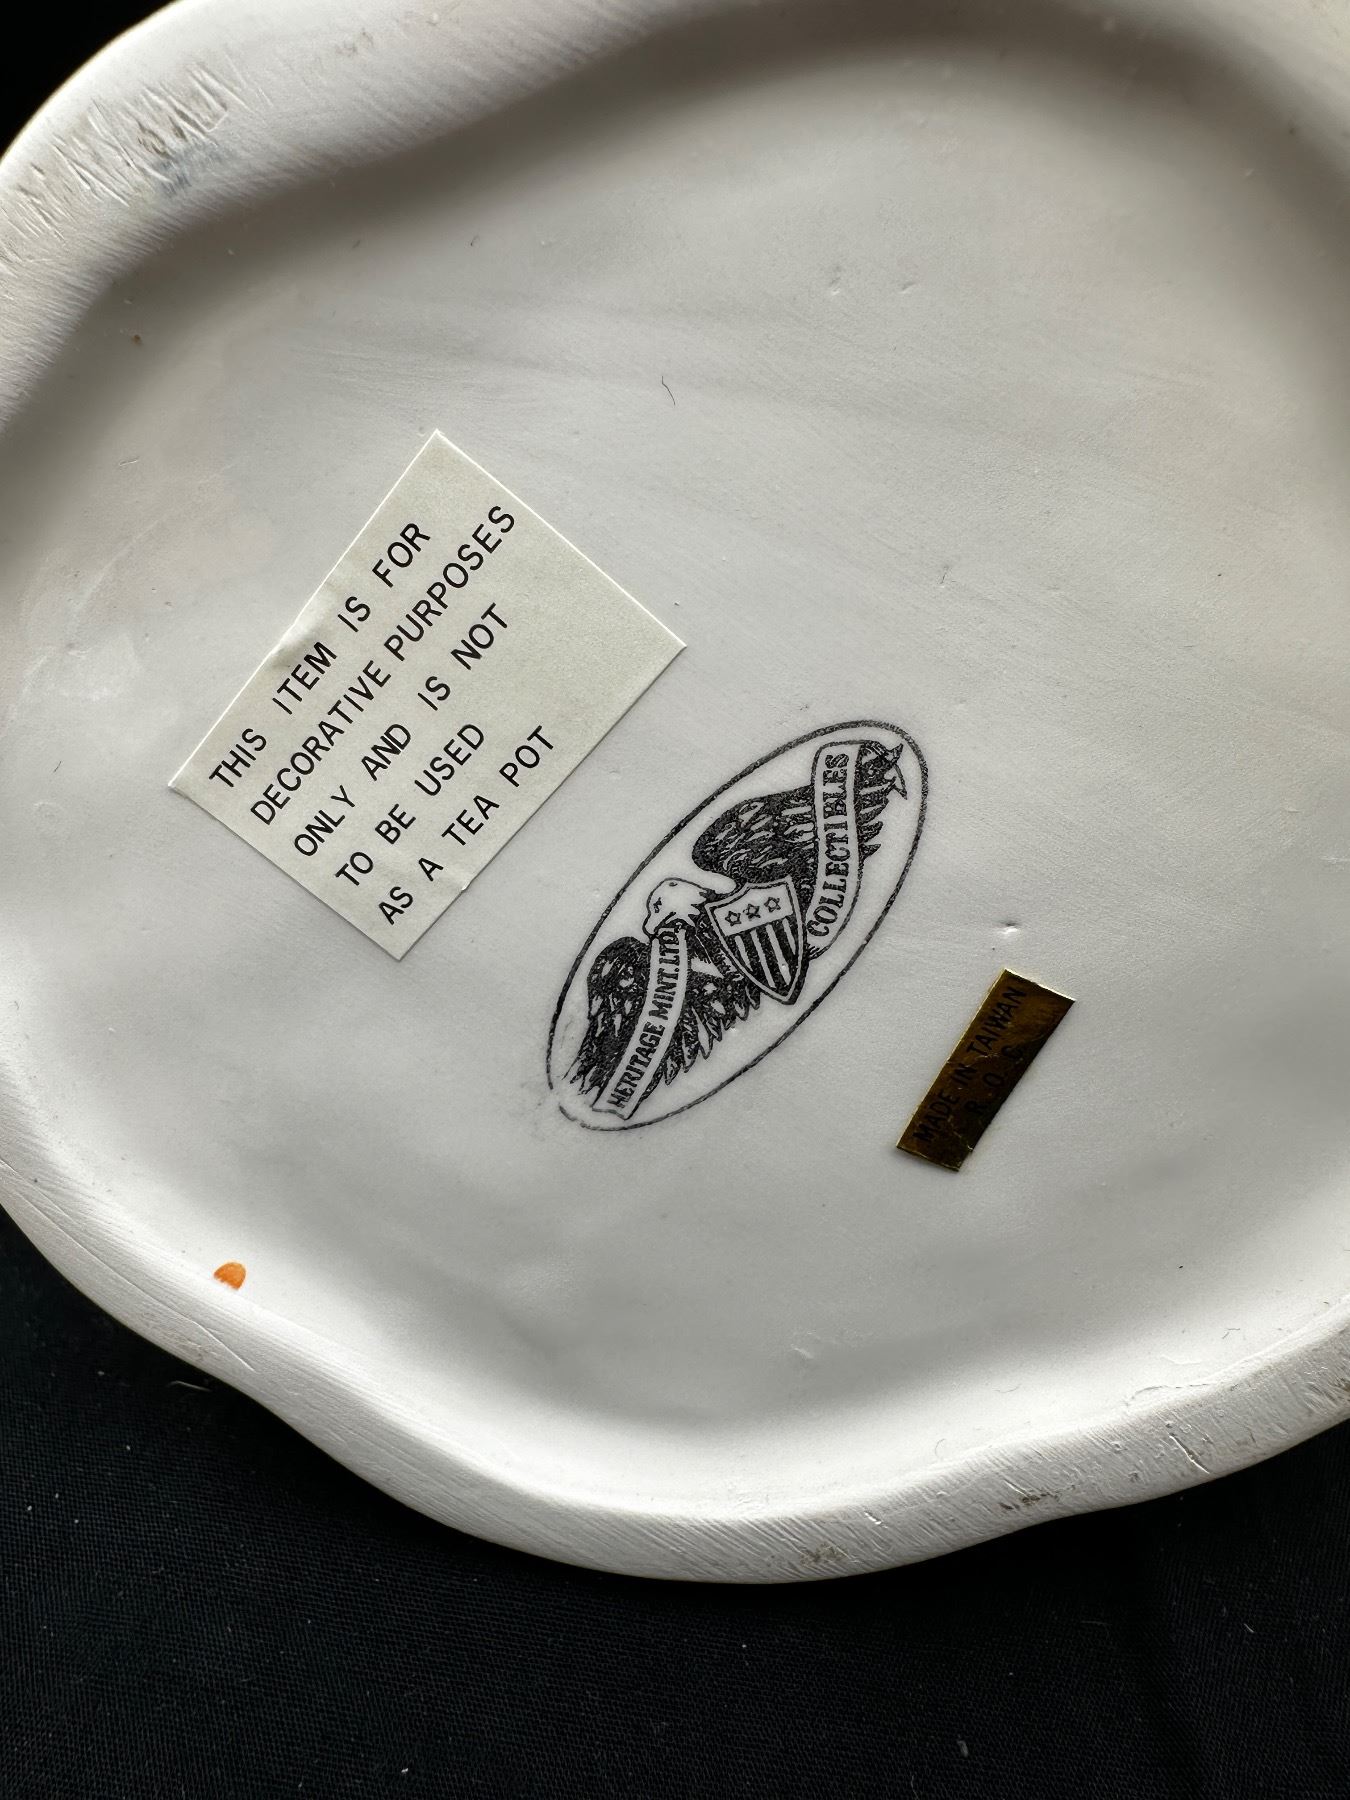 THIS ITEM IS FOR
DECORATIVE PURPOSES
ONLY AND IS NOT
TO BE USED
AS A TEA POT
HERITAGE MINT, LTD.
COLLECTIBLES
MADE IN TAIWAN
R. O. C.